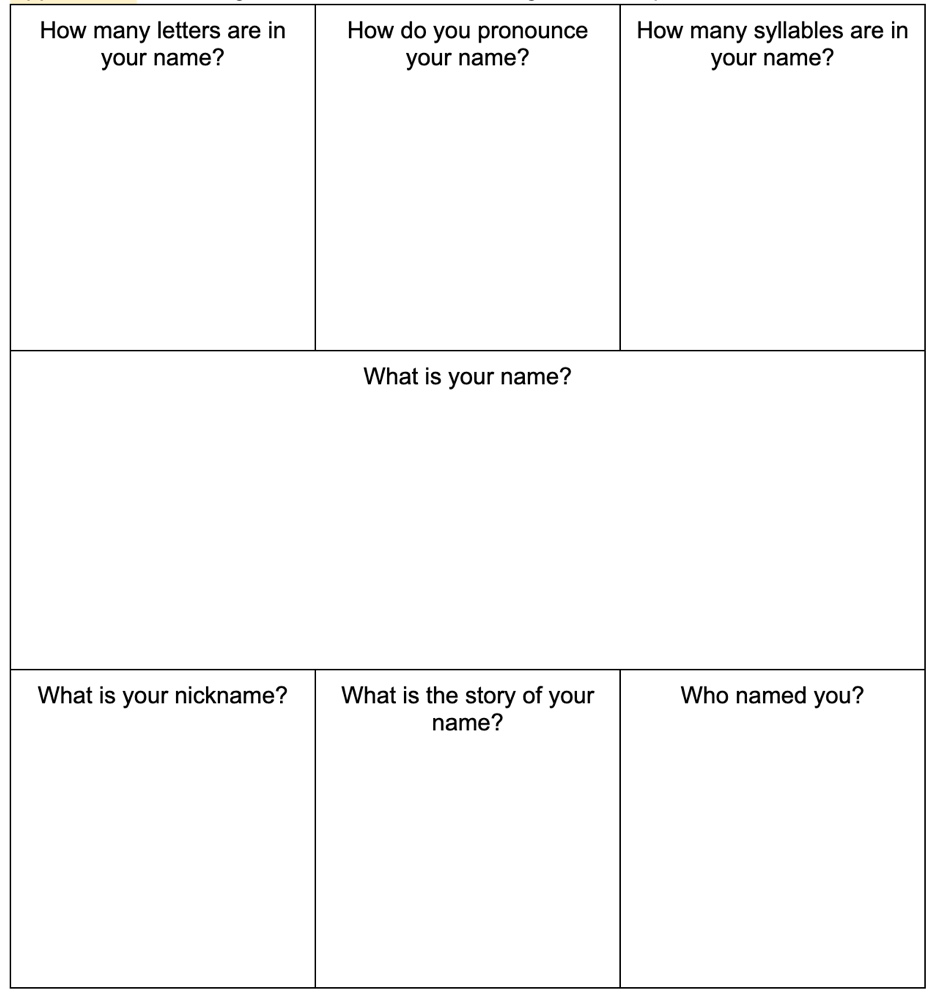 How many letters are in
your name?
How do you pronounce
your name?
How many syllables are in
your name?
What is your name?
What is your nickname?
What is the story of your
name?
Who named you?